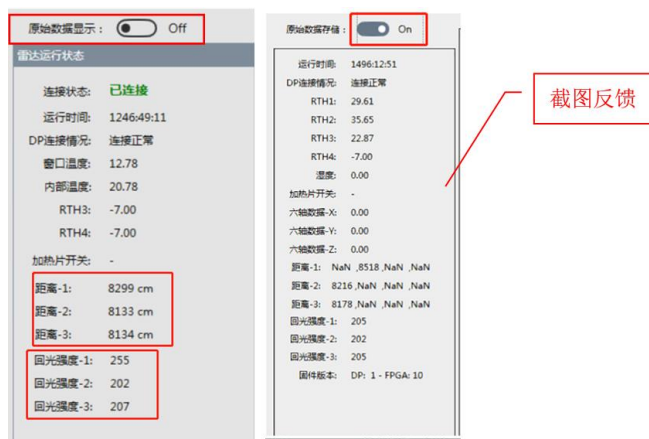 原始数据显示： Off
雷达运行状态
连接状态: 已连接
运行时间: 1246:49:11
DP连接情况: 连接正常
窗口温度: 12.78
内部温度: 20.78
RTH3: -7.00
RTH4: -7.00
加热片开关: -
距离-1: 8299 cm
距离-2: 8133 cm
距离-3: 8134 cm
回光强度-1: 255
回光强度-2: 202
回光强度-3: 207
原始数据存储： On
运行时间: 1496:12:51
DP连接情况: 连接正常
RTH1: 29.61
RTH2: 35.65
RTH3: 22.87
RTH4: -7.00
湿度: 0.00
加热片开关: -
六轴数据-X: 0.00
六轴数据-Y: 0.00
六轴数据-Z: 0.00
距离-1: NaN ,8518 ,NaN ,NaN
距离-2: 8216 ,NaN ,NaN ,NaN
距离-3: 8178 ,NaN ,NaN ,NaN
回光强度-1: 205
回光强度-2: 202
回光强度-3: 205
固件版本: DP: 1 - FPGA: 10
截图反馈